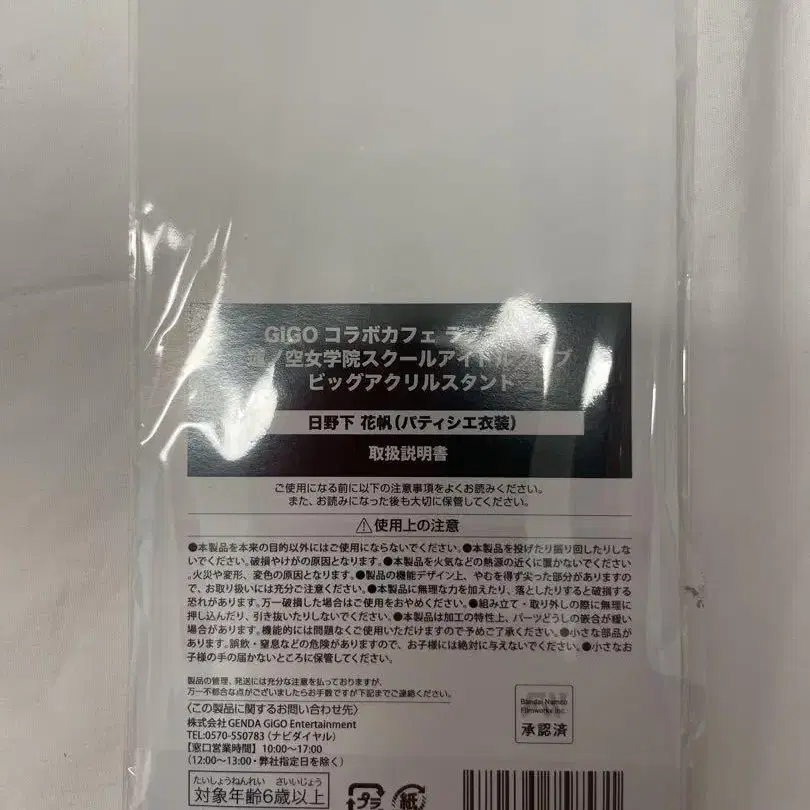 GiGO コラボカフェ
ノ空女学院スクールアイドル
ビッグアクリルスタンド
日野下 花帆(パティシエ衣装)
取扱説明書
ご使用になる前に以下の注意事項をよくお読みください。
また、お読みになった後も大切に保管してください。
⚠使用上の注意
●本製品を本来の目的以外にはご使用にならないでください。●本製品を投げたり振り回したりしな
いでください。破損やけがの原因となります。●本製品を火気などの熱源の近くに置かないでください
。火災や変形、変色の原因となります。●製品の機能デザイン上、やむを得ず尖った部分がありますの
で、お取り扱いには充分ご注意ください。●本製品に無理な力を加えたり、落としたりすると破損する
恐れがあります。万一破損した場合はご使用をおやめください。●組み立て・取り外しの際に無理に
押し込んだり、引き抜いたりしないでください。●本製品は加工の特性上、パーツどうしの嵌合が緩い
場合があります。機能的には問題なくご使用いただけますので予めご了承ください。●小さな部品が
あります。誤飲・窒息などの危険がありますので、お子様には絶対に与えないでください。●小さなお
子様の手の届かないところに保管してください。
製品の管理、発送には充分な注意を払っておりますが、
万一不都合な点がございましたらお手数ですが下記までご連絡ください。
〈この製品に関するお問い合わせ先〉
株式会社GENDA GiGO Entertainment
TEL:0570-550783(ナビダイヤル)
【窓口営業時間】10:00〜17:00
(12:00〜13:00・弊社指定日を除く)
Bandai Namco
Filmworks Inc.
承認済
たいしょうねんれい さいいじょう
対象年齢6歳以上
プラ
紙